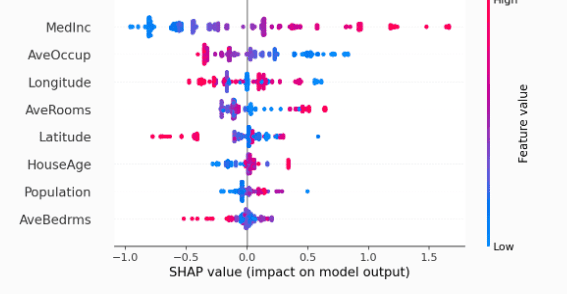 High
MedInc
AveOccup
Longitude
AveRooms
Latitude
HouseAge
Population
AveBedrms
Feature value
Low
−1.0 −0.5 0.0 0.5 1.0 1.5
SHAP value (impact on model output)